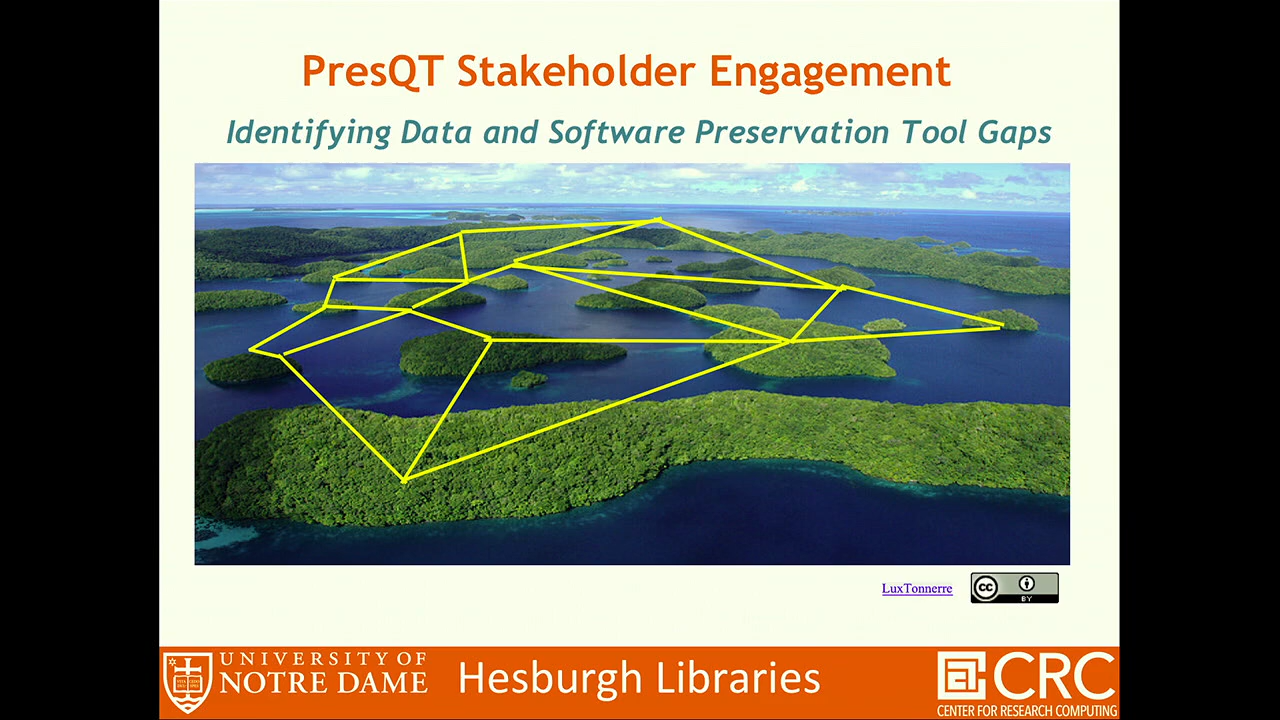 PresQT Stakeholder Engagement
Identifying Data and Software Preservation Tool Gaps
LuxTonnerre
CC
BY
UNIVERSITY OF
NOTRE DAME
Hesburgh Libraries
CRC
CENTER FOR RESEARCH COMPUTING